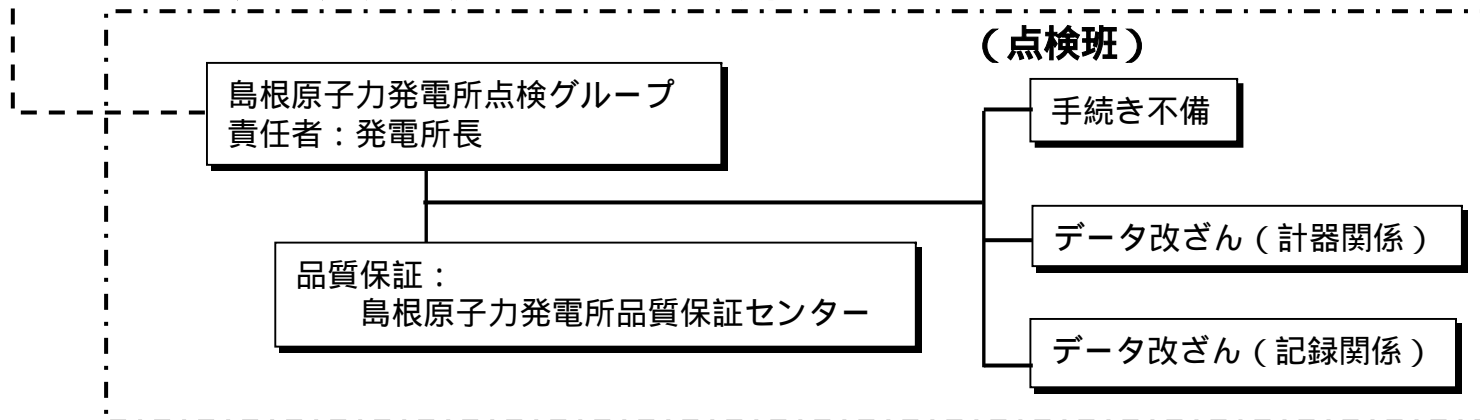 (点検班)
島根原子力発電所点検グループ
責任者:発電所長
手続き不備
データ改ざん(計器関係)
品質保証:
島根原子力発電所品質保証センター
データ改ざん(記録関係)